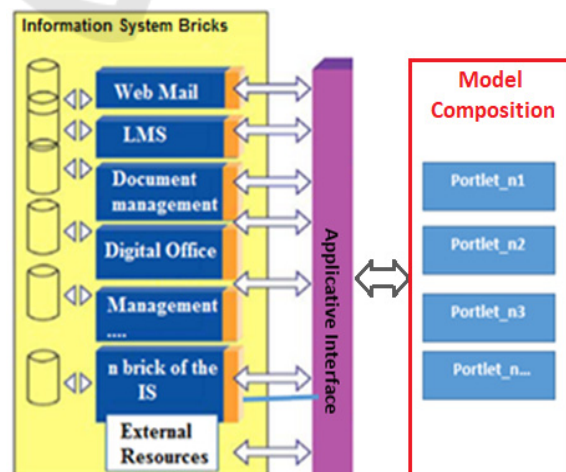 Information System Bricks
Web Mail
LMS
Document
management
Digital Office
Management
....
n brick of the
IS
External
Resources
Applicative Interface
Model
Composition
Portlet_n1
Portlet_n2
Portlet_n3
Portlet_n...